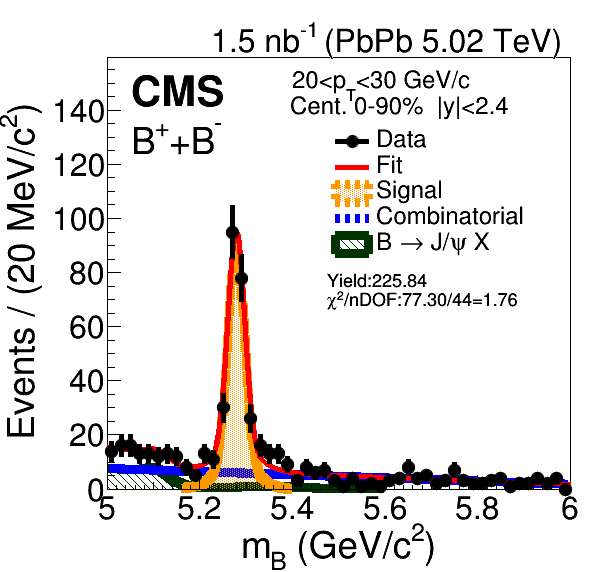 1.5 nb⁻¹ (PbPb 5.02 TeV)
CMS
B⁺+B⁻
20<p_T<30 GeV/c
Cent. 0-90% |y|<2.4
Data
Fit
Signal
Combinatorial
B → J/ψ X
Yield:225.84
χ²/nDOF:77.30/44=1.76
Events / (20 MeV/c²)
140
120
100
80
60
40
20
0
5 5.2 5.4 5.6 5.8 6
m_B (GeV/c²)